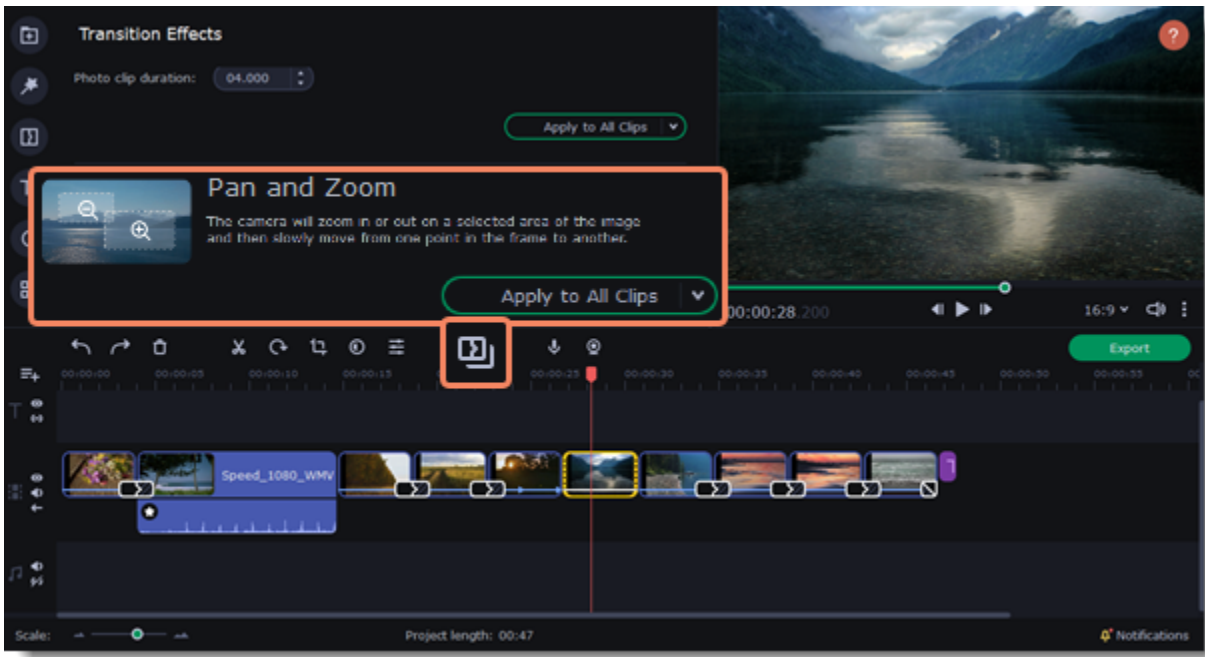 Transition Effects
?
Photo clip duration: 04.000
Apply to All Clips
Pan and Zoom
The camera will zoom in or out on a selected area of the image
and then slowly move from one point in the frame to another.
Apply to All Clips
00:00:28.200
16:9
Export
00:00:00 00:00:05 00:00:10 00:00:15 00:00:25 00:00:30 00:00:35 00:00:40 00:00:45 00:00:50 00:00:55
Speed_1080_WMV
Scale:
Project length: 00:47
Notifications